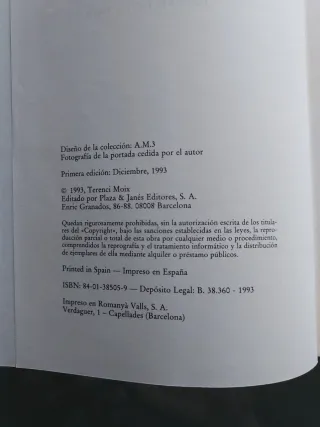 Diseño de la colección: A.M.3
Fotografía de la portada cedida por el autor
Primera edición: Diciembre, 1993
© 1993, Terenci Moix
Editado por Plaza & Janés Editores, S. A.
Enric Granados, 86-88. 08008 Barcelona
Quedan rigurosamente prohibidas, sin la autorización escrita de los titula-
res del «Copyright», bajo las sanciones establecidas en las leyes, la repro-
ducción parcial o total de esta obra por cualquier medio o procedimiento,
comprendidos la reprografía y el tratamiento informático y la distribución
de ejemplares de ella mediante alquiler o préstamo públicos.
Printed in Spain — Impreso en España
ISBN: 84-01-38505-9 — Depósito Legal: B. 38.360 - 1993
Impreso en Romanyà Valls, S. A.
Verdaguer, 1 – Capellades (Barcelona)